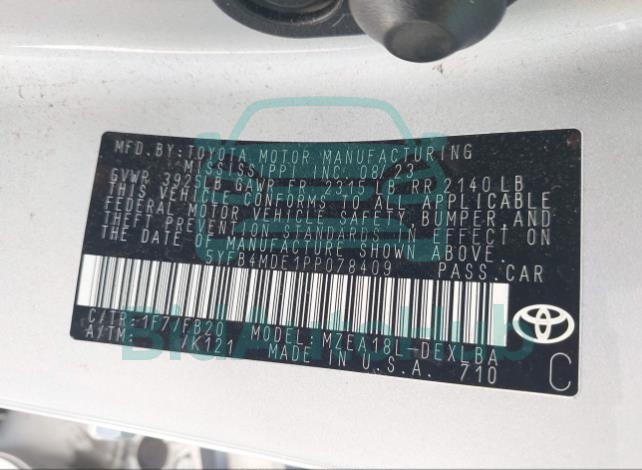 MFD.BY:TOYOTA MOTOR MANUFACTURING
MISSISSIPPI INC. 08/23
GVWR 3925LB GAWR FR 2315 LB RR 2140 LB
THIS VEHICLE CONFORMS TO ALL APPLICABLE
FEDERAL MOTOR VEHICLE SAFETY, BUMPER AND
THEFT PREVENTION STANDARDS IN EFFECT ON
THE DATE OF MANUFACTURE SHOWN ABOVE.
5YFB4MDE1PP078409 PASS.CAR
C/TR:1F7/FB20 MODEL:MZEA18L-DEXLBA
A/TM: /K121 MADE IN U.S.A. 710
C
BidAutoHub